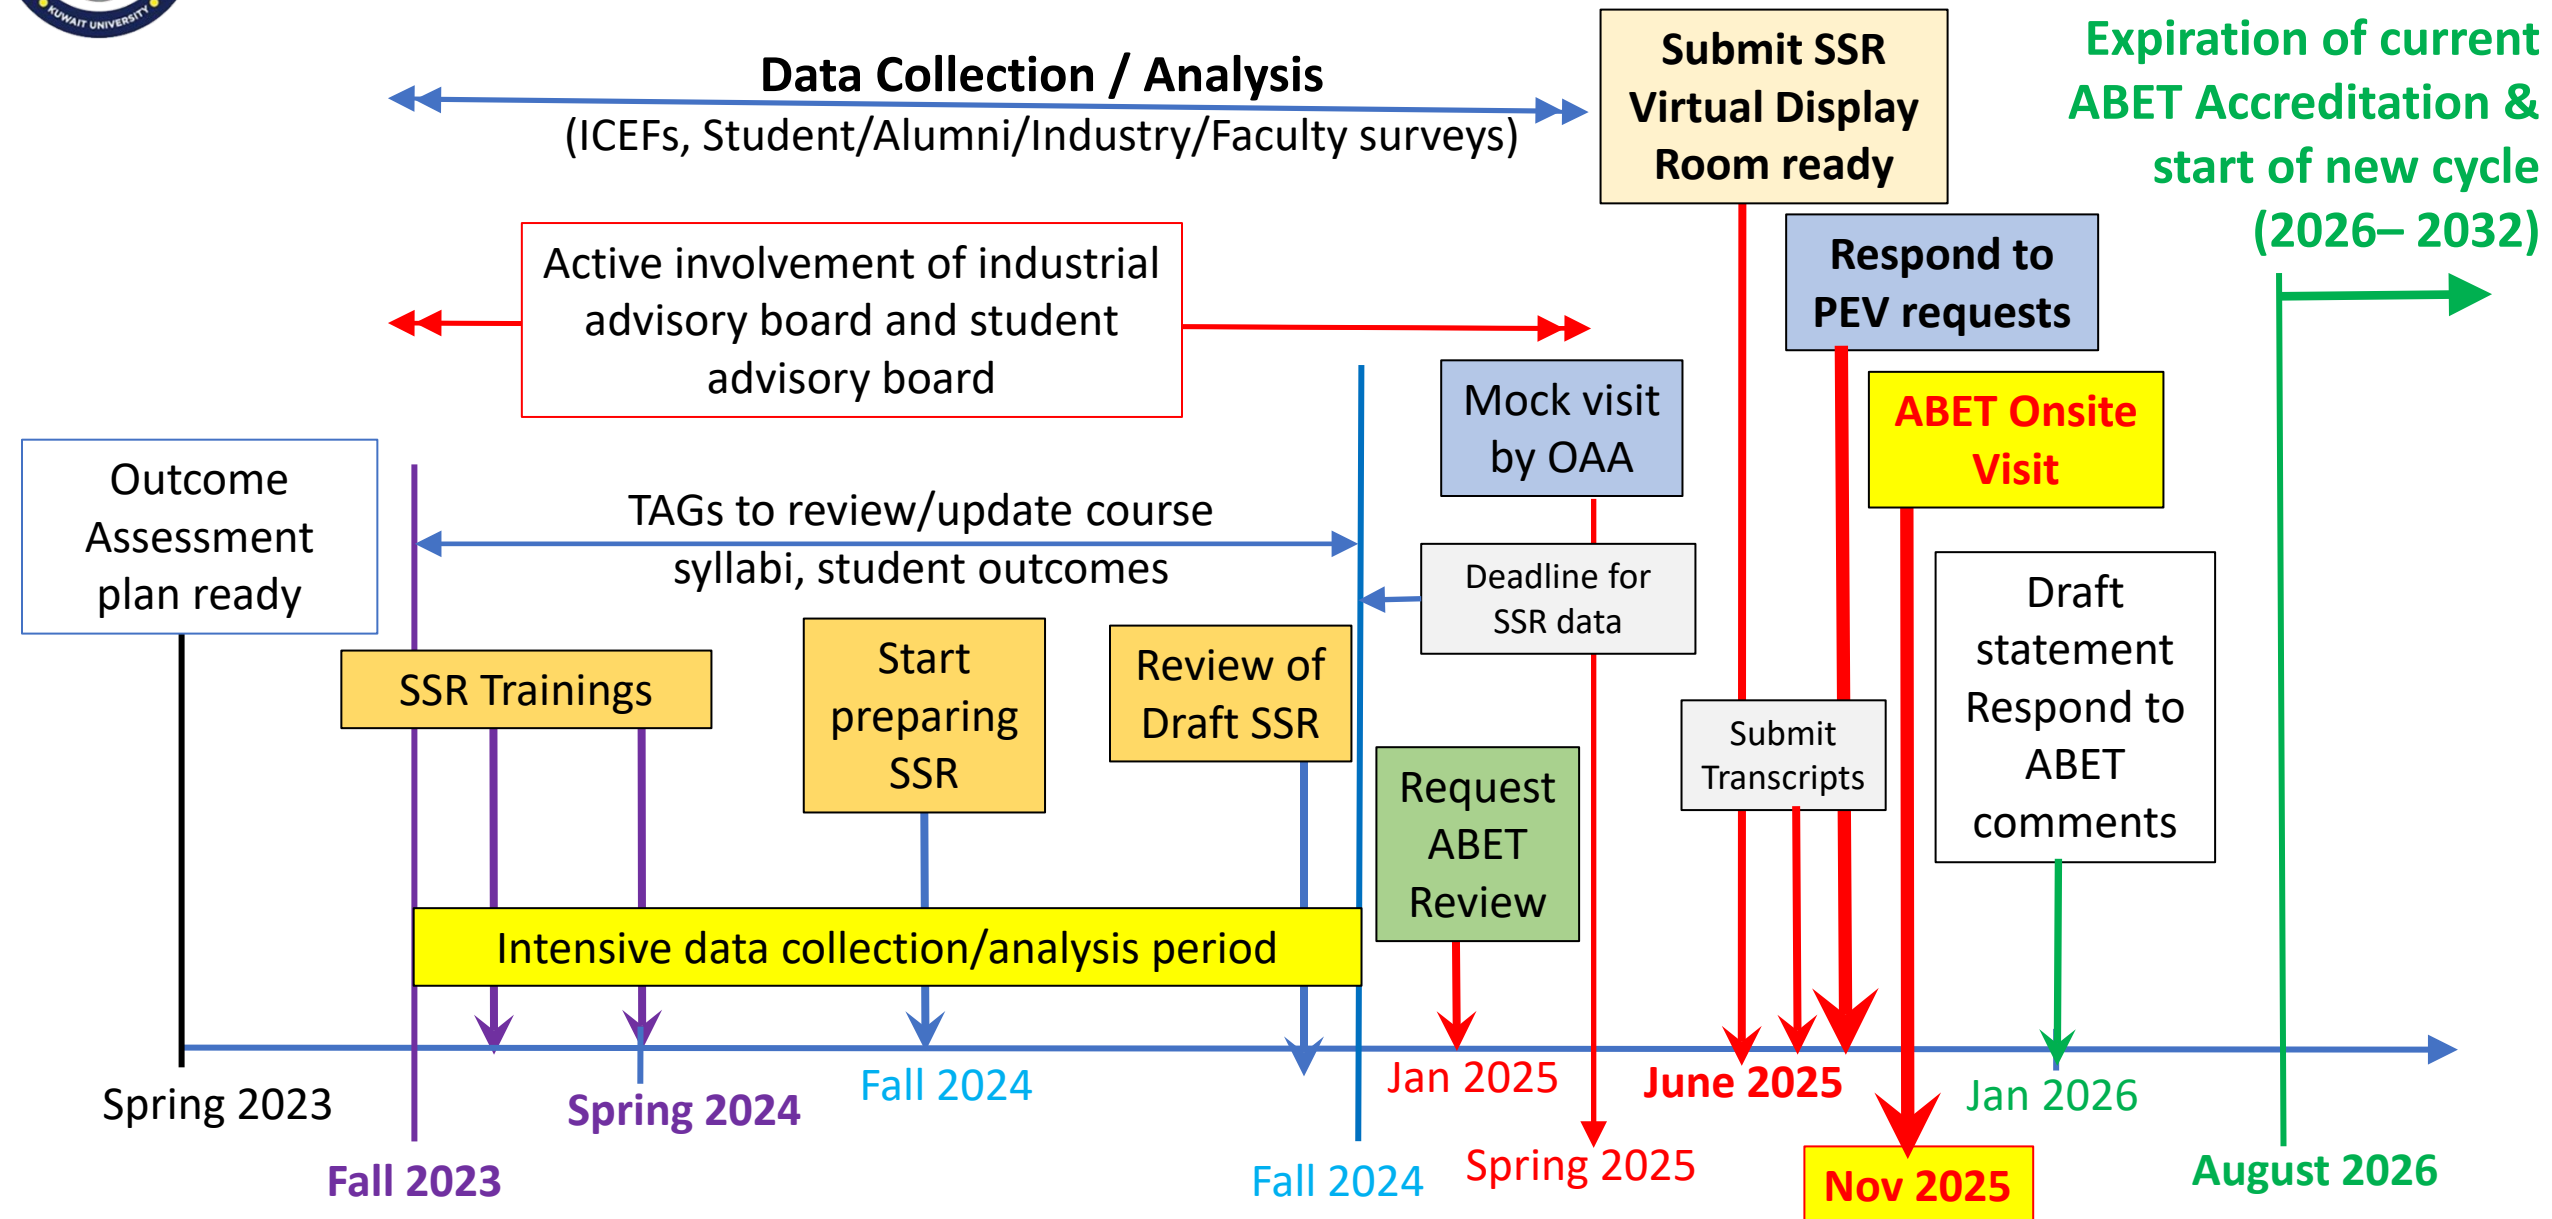 KUWAIT UNIVERSITY
Data Collection / Analysis
(ICEFs, Student/Alumni/Industry/Faculty surveys)
Submit SSR
Virtual Display
Room ready
Expiration of current
ABET Accreditation &
start of new cycle
(2026– 2032)
Active involvement of industrial
advisory board and student
advisory board
Respond to
PEV requests
Mock visit
by OAA
ABET Onsite
Visit
Outcome
Assessment
plan ready
TAGs to review/update course
syllabi, student outcomes
Deadline for
SSR data
Draft
statement
Respond to
ABET
comments
SSR Trainings
Start
preparing
SSR
Review of
Draft SSR
Submit
Transcripts
Request
ABET
Review
Intensive data collection/analysis period
Spring 2023
Fall 2023
Spring 2024
Fall 2024
Fall 2024
Jan 2025
Spring 2025
June 2025
Nov 2025
Jan 2026
August 2026